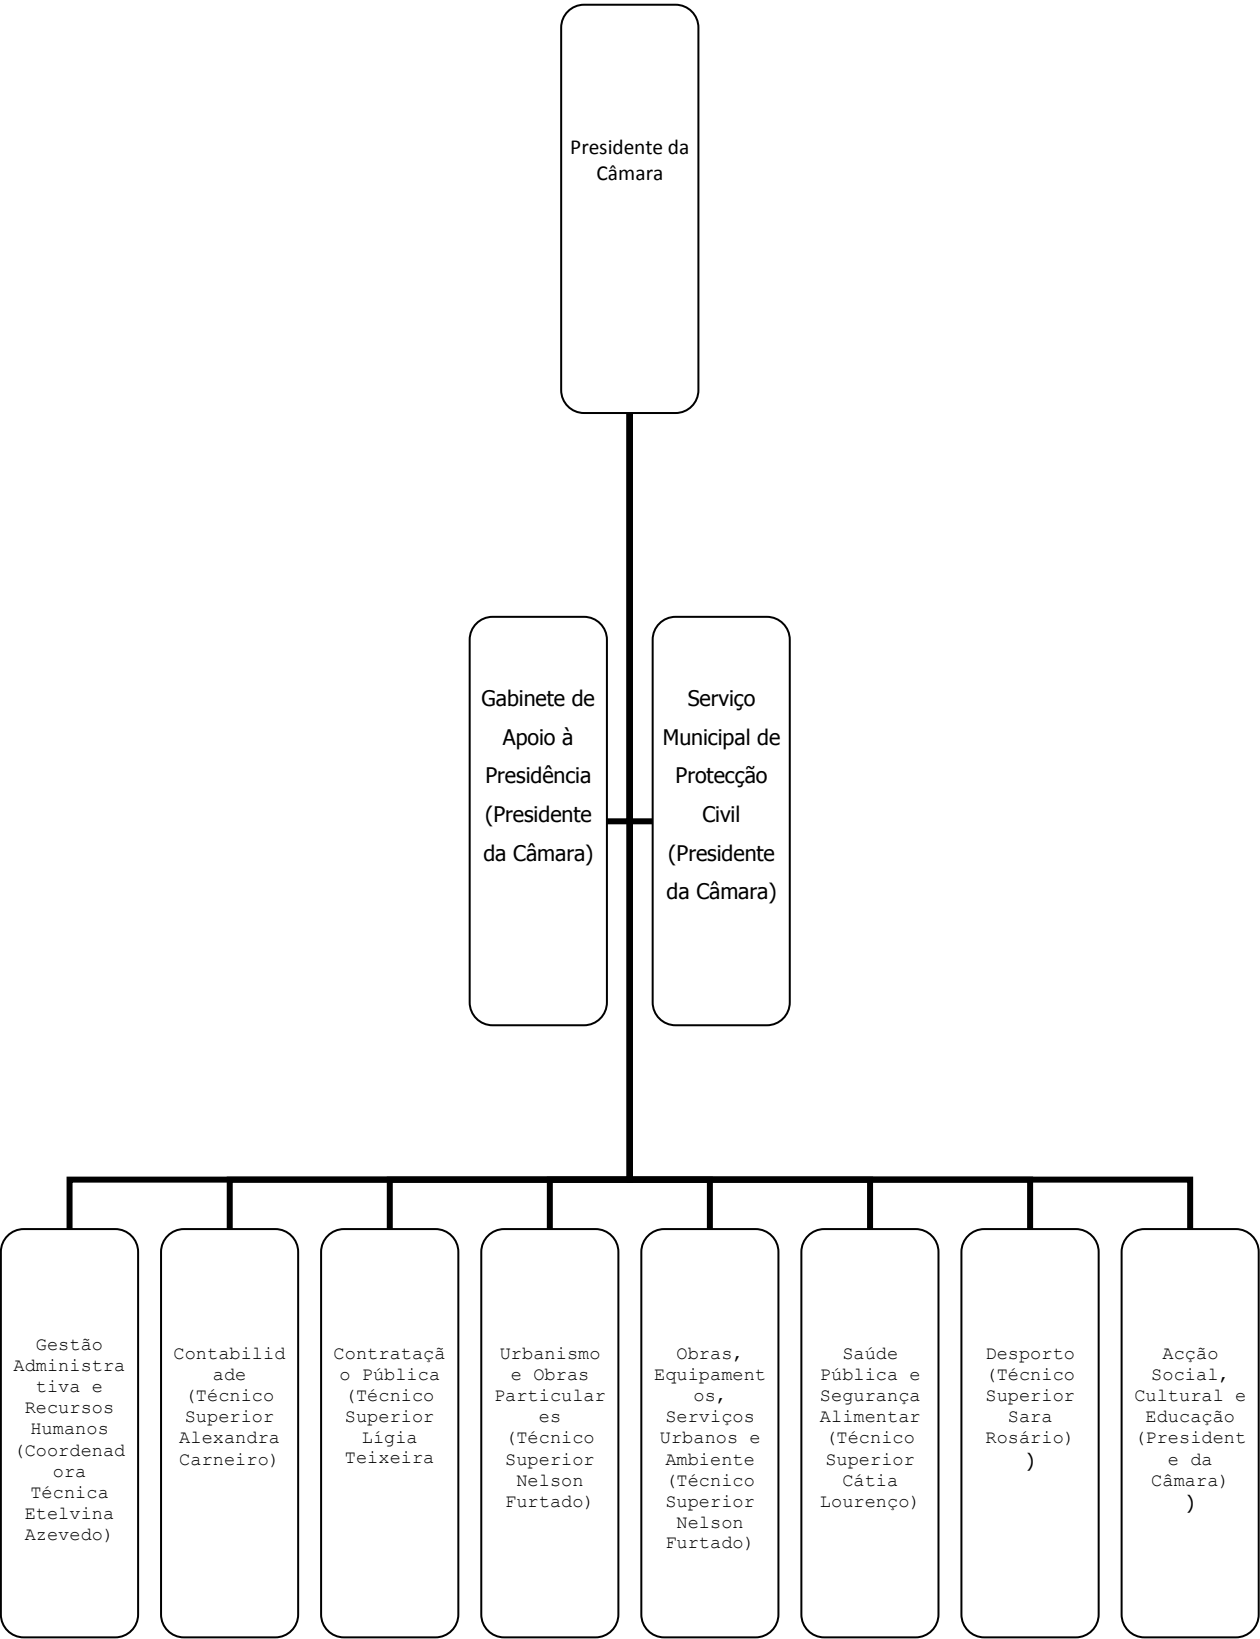 Presidente da
Câmara
Gabinete de
Apoio à
Presidência
(Presidente
da Câmara)
Serviço
Municipal de
Protecção
Civil
(Presidente
da Câmara)
Gestão
Administra
tiva e
Recursos
Humanos
(Coordenad
ora
Técnica
Etelvina
Azevedo)
Contabilid
ade
(Técnico
Superior
Alexandra
Carneiro)
Contrataçã
o Pública
(Técnico
Superior
Lígia
Teixeira
Urbanismo
e Obras
Particular
es
(Técnico
Superior
Nelson
Furtado)
Obras,
Equipament
os,
Serviços
Urbanos e
Ambiente
(Técnico
Superior
Nelson
Furtado)
Saúde
Pública e
Segurança
Alimentar
(Técnico
Superior
Cátia
Lourenço)
Desporto
(Técnico
Superior
Sara
Rosário)
)
Acção
Social,
Cultural e
Educação
(President
e da
Câmara)
)